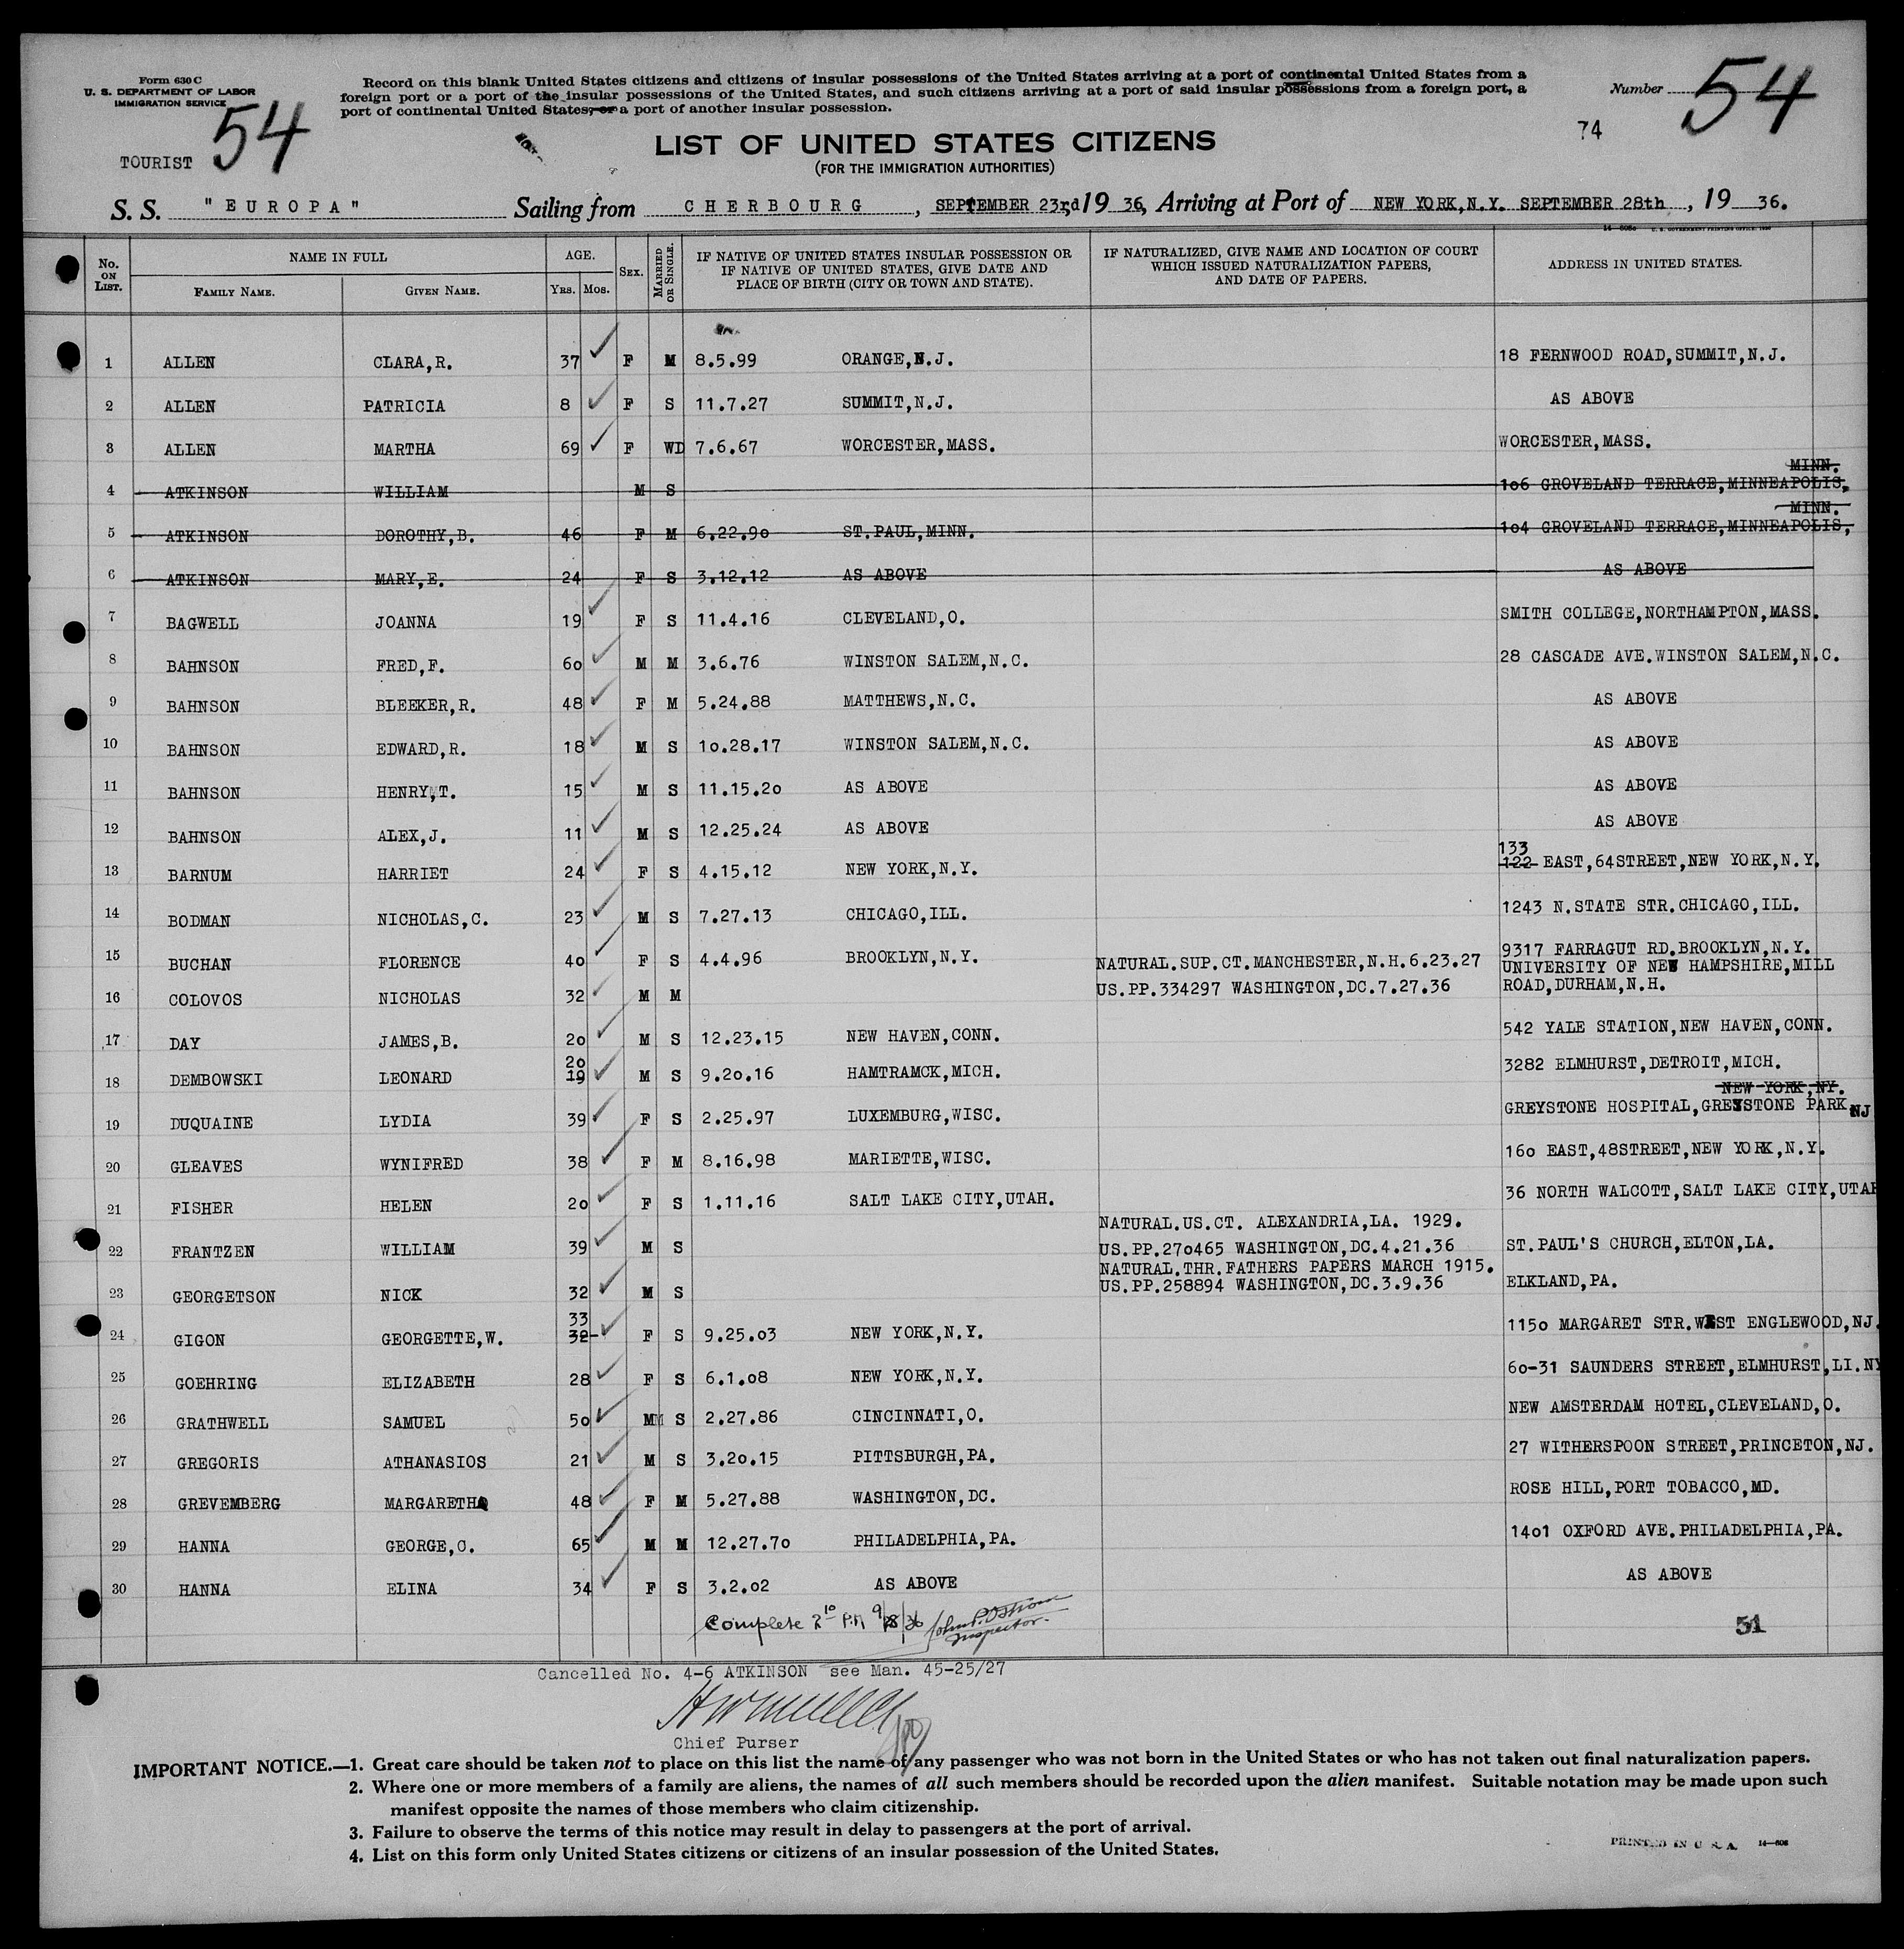 Form 630 C
U. S. DEPARTMENT OF LABOR
IMMIGRATION SERVICE
54
TOURIST
Record on this blank United States citizens and citizens of insular possessions of the United States arriving at a port of continental United States from a
foreign port or a port of the insular possessions of the United States, and such citizens arriving at a port of said insular possessions from a foreign port, a
port of continental United States, or a port of another insular possession.
Number 54
74
LIST OF UNITED STATES CITIZENS
(FOR THE IMMIGRATION AUTHORITIES)
S. S. "EUROPA" Sailing from CHERBOURG, SEPTEMBER 23rd 1936, Arriving at Port of NEW YORK,N.Y. SEPTEMBER 28th, 1936.
No. ON LIST. NAME IN FULL FAMILY NAME. GIVEN NAME. AGE. YRS. MOS. SEX. MARRIED OR SINGLE. IF NATIVE OF UNITED STATES INSULAR POSSESSION OR IF NATIVE OF UNITED STATES, GIVE DATE AND PLACE OF BIRTH (CITY OR TOWN AND STATE). IF NATURALIZED, GIVE NAME AND LOCATION OF COURT WHICH ISSUED NATURALIZATION PAPERS, AND DATE OF PAPERS. ADDRESS IN UNITED STATES.
1 ALLEN CLARA,R. 37 F M 8.5.99 ORANGE,N.J. 18 FERNWOOD ROAD,SUMMIT,N.J.
2 ALLEN PATRICIA 8 F S 11.7.27 SUMMIT,N.J. AS ABOVE
3 ALLEN MARTHA 69 F WD 7.6.67 WORCESTER,MASS. WORCESTER,MASS.
4 ATKINSON WILLIAM M S 106 GROVELAND TERRACE,MINNEAPOLIS, MINN.
5 ATKINSON DOROTHY,B. 46 F M 6.22.90 ST.PAUL,MINN. 104 GROVELAND TERRACE,MINNEAPOLIS, MINN.
6 ATKINSON MARY,E. 24 F S 3.12.12 AS ABOVE AS ABOVE
7 BAGWELL JOANNA 19 F S 11.4.16 CLEVELAND,O. SMITH COLLEGE,NORTHAMPTON,MASS.
8 BAHNSON FRED,F. 60 M M 3.6.76 WINSTON SALEM,N.C. 28 CASCADE AVE.WINSTON SALEM,N.C.
9 BAHNSON BLEEKER,R. 48 F M 5.24.88 MATTHEWS,N.C. AS ABOVE
10 BAHNSON EDWARD,R. 18 M S 10.28.17 WINSTON SALEM,N.C. AS ABOVE
11 BAHNSON HENRY,T. 15 M S 11.15.20 AS ABOVE AS ABOVE
12 BAHNSON ALEX,J. 11 M S 12.25.24 AS ABOVE AS ABOVE
13 BARNUM HARRIET 24 F S 4.15.12 NEW YORK,N.Y. 133 122 EAST,64STREET,NEW YORK,N.Y.
14 BODMAN NICHOLAS,C. 23 M S 7.27.13 CHICAGO,ILL. 1243 N.STATE STR.CHICAGO,ILL.
15 BUCHAN FLORENCE 40 F S 4.4.96 BROOKLYN,N.Y. 9317 FARRAGUT RD.BROOKLYN,N.Y.
16 COLOVOS NICHOLAS 32 M M NATURAL.SUP.CT.MANCHESTER,N.H.6.23.27 US.PP.334297 WASHINGTON,DC.7.27.36 UNIVERSITY OF NEW HAMPSHIRE,MILL ROAD,DURHAM,N.H.
17 DAY JAMES,B. 20 M S 12.23.15 NEW HAVEN,CONN. 542 YALE STATION,NEW HAVEN,CONN.
18 DEMBOWSKI LEONARD 20 19 M S 9.20.16 HAMTRAMCK,MICH. 3282 ELMHURST,DETROIT,MICH.
19 DUQUAINE LYDIA 39 F S 2.25.97 LUXEMBURG,WISC. NEW YORK,NY. GREYSTONE HOSPITAL,GREYSTONE PARK NJ
20 GLEAVES WYNIFRED 38 F M 8.16.98 MARIETTE,WISC. 160 EAST,48STREET,NEW YORK,N.Y.
21 FISHER HELEN 20 F S 1.11.16 SALT LAKE CITY,UTAH. 36 NORTH WALCOTT,SALT LAKE CITY,UTAH
22 FRANTZEN WILLIAM 39 M S NATURAL.US.CT. ALEXANDRIA,LA. 1929. US.PP.270465 WASHINGTON,DC.4.21.36 ST.PAUL'S CHURCH,ELTON,LA.
23 GEORGETSON NICK 32 M S NATURAL.THR.FATHERS PAPERS MARCH 1915. US.PP.258894 WASHINGTON,DC.3.9.36 ELKLAND,PA.
24 GIGON GEORGETTE,W. 33 32 F S 9.25.03 NEW YORK,N.Y. 1150 MARGARET STR.WEST ENGLEWOOD,NJ.
25 GOEHRING ELIZABETH 28 F S 6.1.08 NEW YORK,N.Y. 60-31 SAUNDERS STREET,ELMHURST,LI.NY
26 GRATHWELL SAMUEL 50 M M S 2.27.86 CINCINNATI,O. NEW AMSTERDAM HOTEL,CLEVELAND,O.
27 GREGORIS ATHANASIOS 21 M S 3.20.15 PITTSBURGH,PA. 27 WITHERSPOON STREET,PRINCETON,NJ.
28 GREVEMBERG MARGARETHA 48 F M 5.27.88 WASHINGTON,DC. ROSE HILL,PORT TOBACCO,MD.
29 HANNA GEORGE,C. 65 M M 12.27.70 PHILADELPHIA,PA. 1401 OXFORD AVE.PHILADELPHIA,PA.
30 HANNA ELINA 34 F S 3.2.02 AS ABOVE AS ABOVE
Complete 2 10 P.M 9/28/36 Inspector.
51
Cancelled No. 4-6 ATKINSON see Man. 45-25/27
Chief Purser
IMPORTANT NOTICE.—1. Great care should be taken not to place on this list the name of any passenger who was not born in the United States or who has not taken out final naturalization papers.
2. Where one or more members of a family are aliens, the names of all such members should be recorded upon the alien manifest. Suitable notation may be made upon such
manifest opposite the names of those members who claim citizenship.
3. Failure to observe the terms of this notice may result in delay to passengers at the port of arrival.
4. List on this form only United States citizens or citizens of an insular possession of the United States.
PRINTED IN U. S. A.